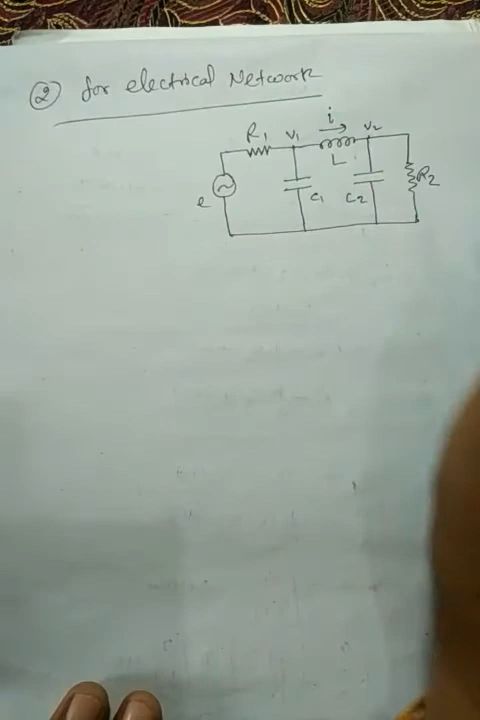 ② for electrical Network
i
R1 V1 V2
L
e C1 C2 R2